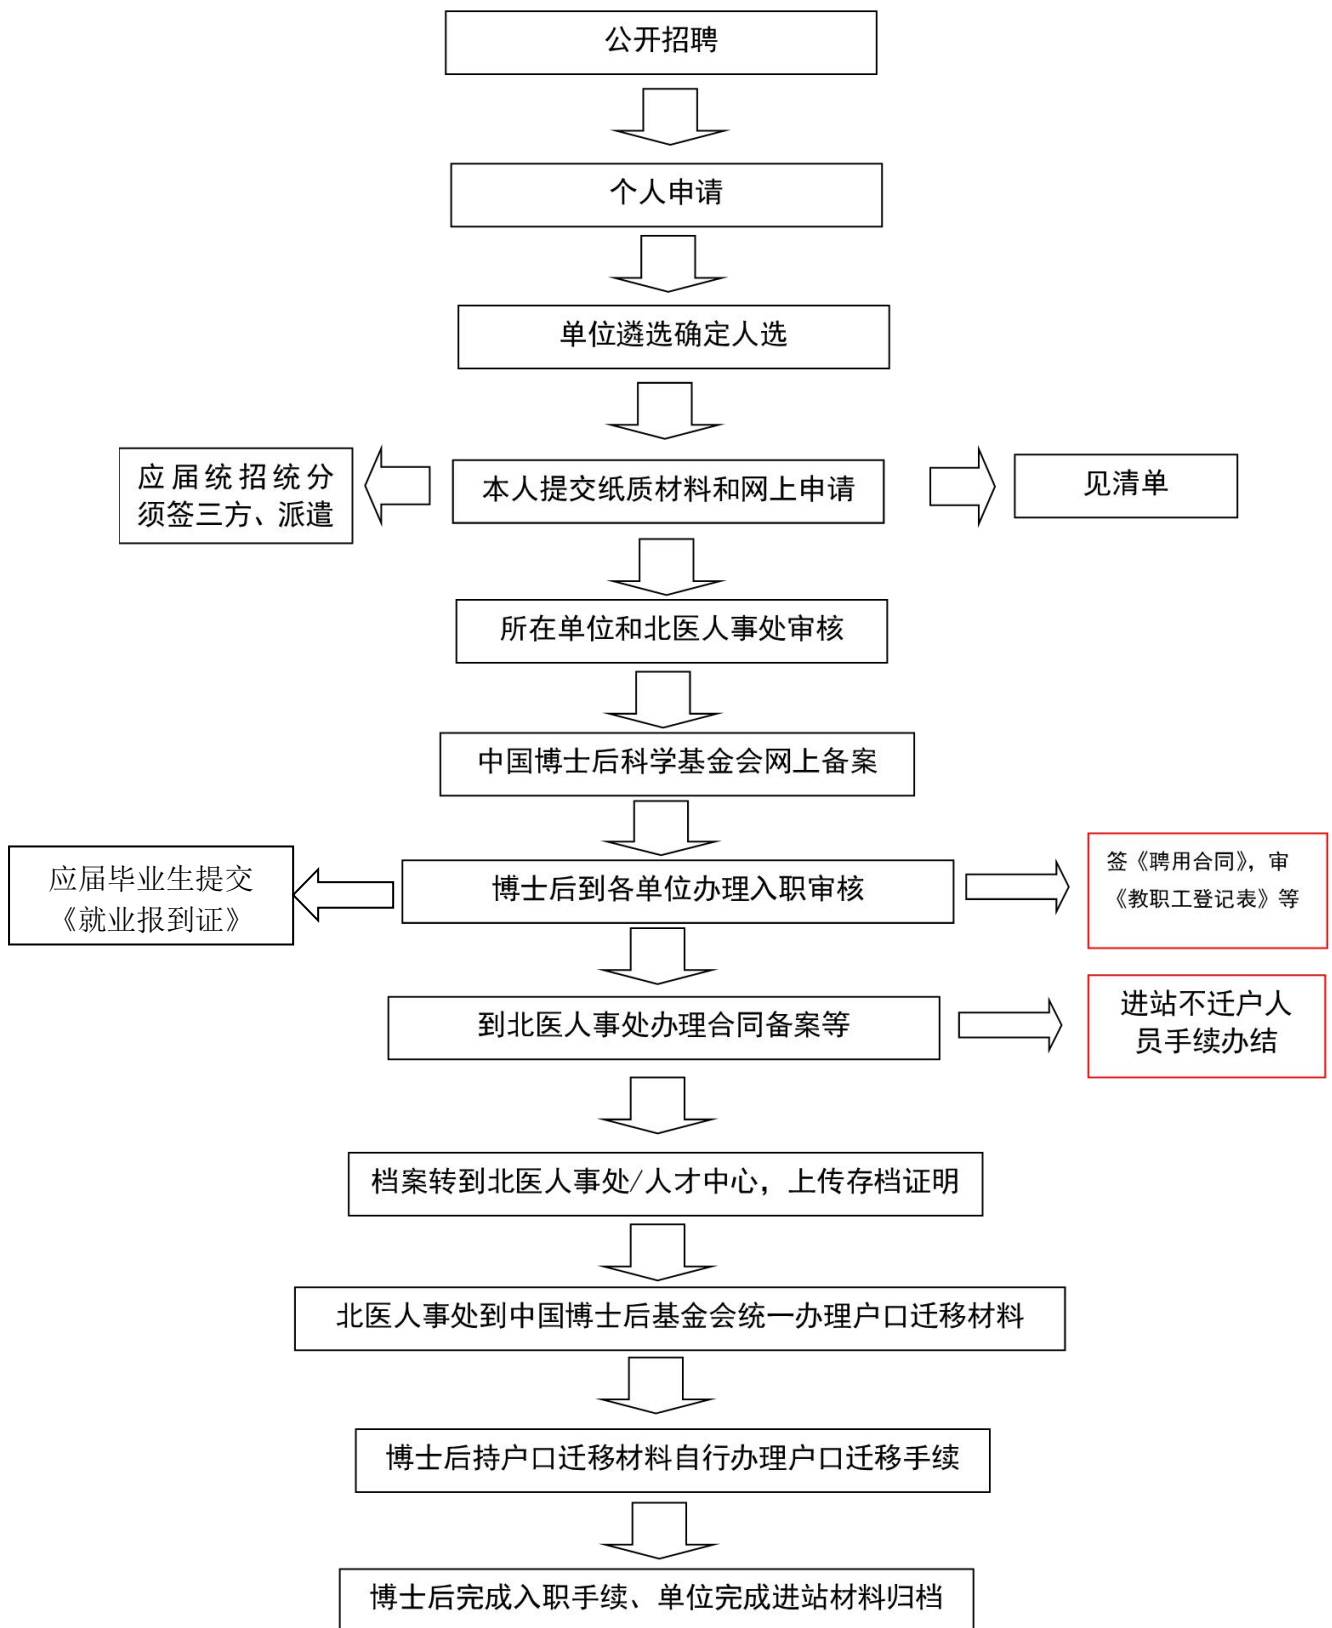 公开招聘
个人申请
单位遴选确定人选
应届统招统分
须签三方、派遣
本人提交纸质材料和网上申请
见清单
所在单位和北医人事处审核
中国博士后科学基金会网上备案
应届毕业生提交
《就业报到证》
博士后到各单位办理入职审核
签《聘用合同》，审
《教职工登记表》等
到北医人事处办理合同备案等
进站不迁户人
员手续办结
档案转到北医人事处/人才中心，上传存档证明
北医人事处到中国博士后基金会统一办理户口迁移材料
博士后持户口迁移材料自行办理户口迁移手续
博士后完成入职手续、单位完成进站材料归档